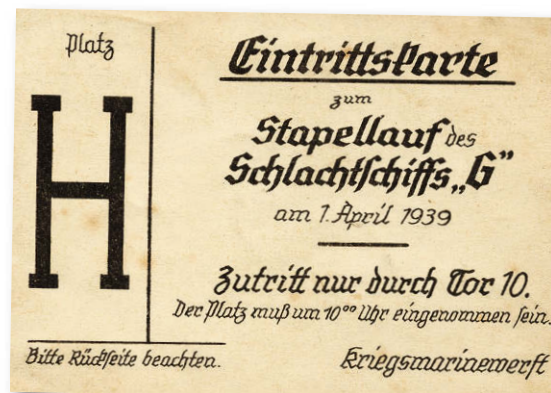 Platz
H
Eintrittskarte
zum
Stapellauf des
Schlachtschiffs „G”
am 1. April 1939
Zutritt nur durch Tor 10.
Der Platz muß um 10⁰⁰ Uhr eingenommen sein.
Bitte Rückseite beachten.
Kriegsmarinewerft